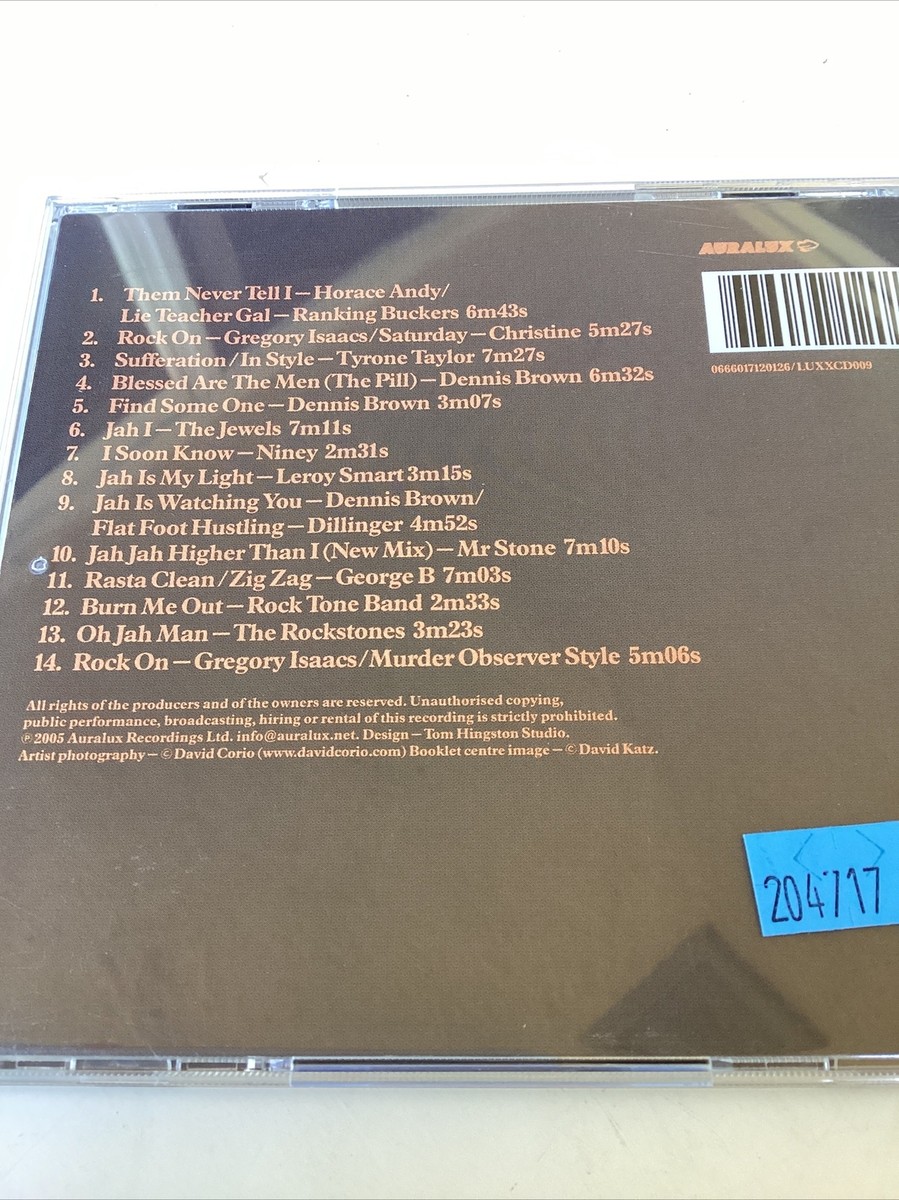 AURALUX
1. Them Never Tell I – Horace Andy/
Lie Teacher Gal – Ranking Buckers 6m43s
2. Rock On – Gregory Isaacs/Saturday – Christine 5m27s
3. Sufferation/In Style – Tyrone Taylor 7m27s
4. Blessed Are The Men (The Pill) – Dennis Brown 6m32s
5. Find Some One – Dennis Brown 3m07s
6. Jah I – The Jewels 7m11s
7. I Soon Know – Niney 2m31s
8. Jah Is My Light – Leroy Smart 3m15s
9. Jah Is Watching You – Dennis Brown/
Flat Foot Hustling – Dillinger 4m52s
10. Jah Jah Higher Than I (New Mix) – Mr Stone 7m10s
11. Rasta Clean/Zig Zag – George B 7m03s
12. Burn Me Out – Rock Tone Band 2m33s
13. Oh Jah Man – The Rockstones 3m23s
14. Rock On – Gregory Isaacs/Murder Observer Style 5m06s
0666017120126/LUXXCD009
All rights of the producers and of the owners are reserved. Unauthorised copying,
public performance, broadcasting, hiring or rental of this recording is strictly prohibited.
℗2005 Auralux Recordings Ltd. info@auralux.net. Design – Tom Hingston Studio.
Artist photography – ©David Corio (www.davidcorio.com) Booklet centre image – ©David Katz.
204717